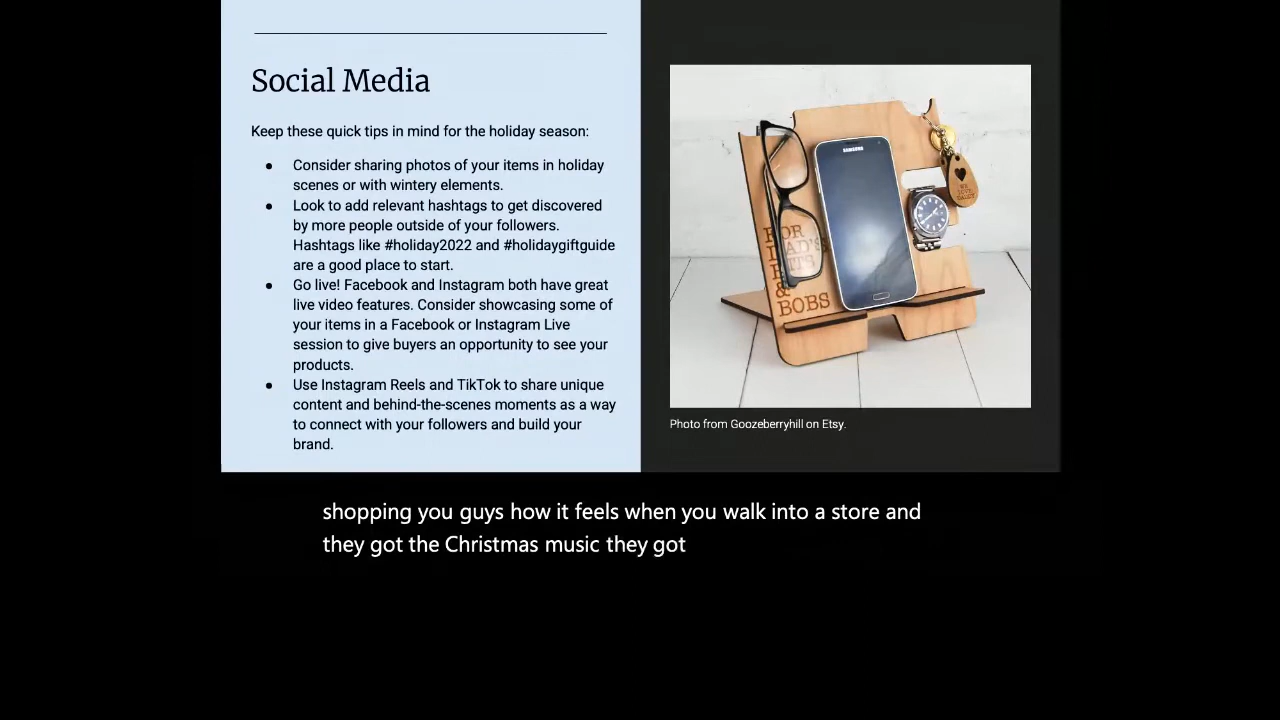 Social Media
Keep these quick tips in mind for the holiday season:
● Consider sharing photos of your items in holiday
scenes or with wintery elements.
● Look to add relevant hashtags to get discovered
by more people outside of your followers.
Hashtags like #holiday2022 and #holidaygiftguide
are a good place to start.
● Go live! Facebook and Instagram both have great
live video features. Consider showcasing some of
your items in a Facebook or Instagram Live
session to give buyers an opportunity to see your
products.
● Use Instagram Reels and TikTok to share unique
content and behind-the-scenes moments as a way
to connect with your followers and build your
brand.
SAMSUNG
FOR
DAD'S
BITS
&
BOBS
Photo from Goozeberryhill on Etsy.
shopping you guys how it feels when you walk into a store and
they got the Christmas music they got